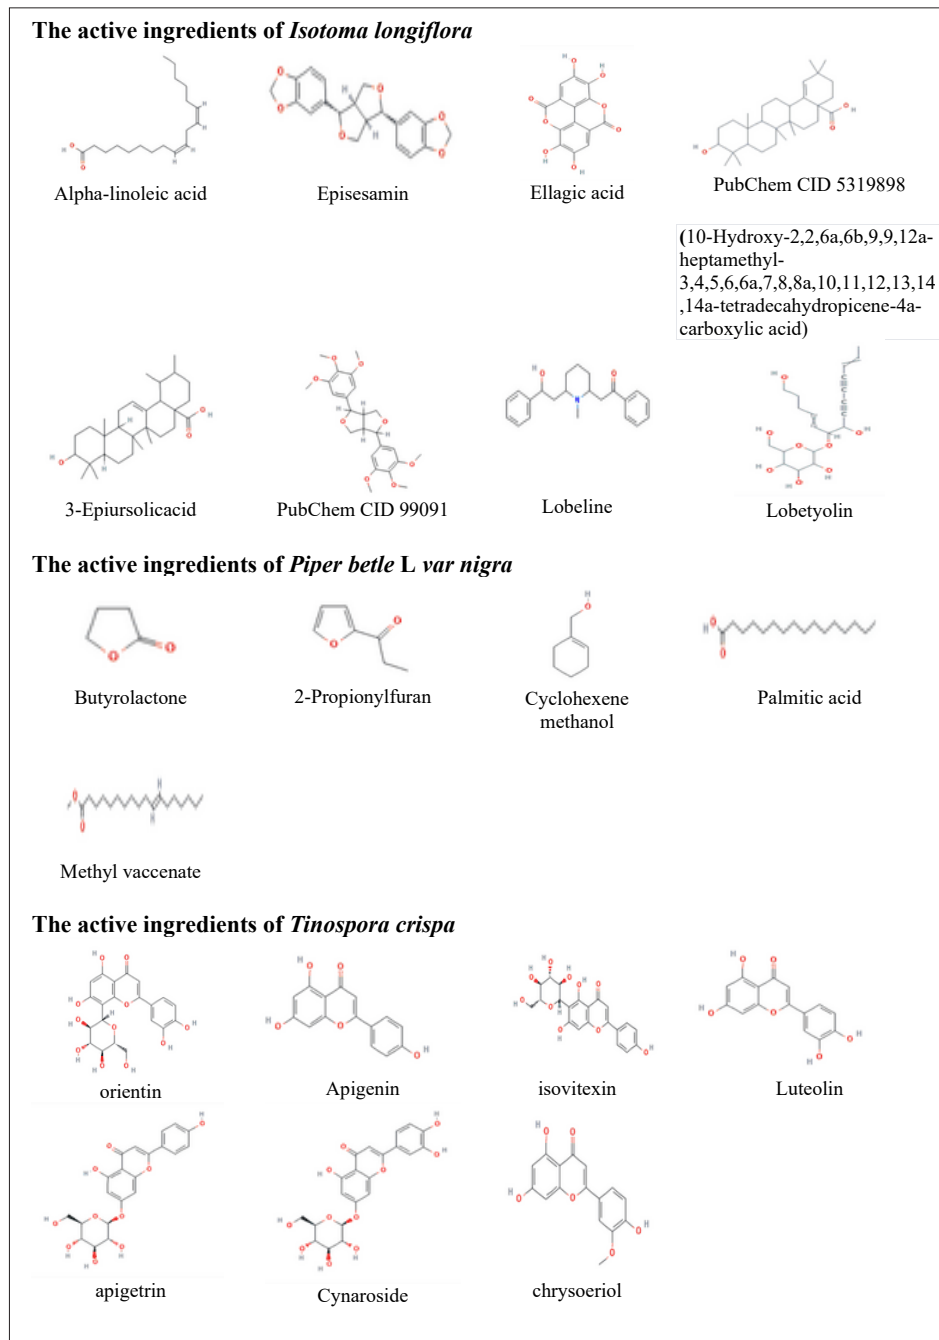 The active ingredients of Isotoma longiflora
Alpha-linoleic acid
Episesamin
Ellagic acid
PubChem CID 5319898
(10-Hydroxy-2,2,6a,6b,9,9,12a-
heptamethyl-
3,4,5,6,6a,7,8,8a,10,11,12,13,14
,14a-tetradecahydropicene-4a-
carboxylic acid)
3-Epiursolicacid
PubChem CID 99091
Lobeline
Lobetyolin
The active ingredients of Piper betle L var nigra
Butyrolactone
2-Propionylfuran
Cyclohexene
methanol
Palmitic acid
Methyl vaccenate
The active ingredients of Tinospora crispa
orientin
Apigenin
isovitexin
Luteolin
apigetrin
Cynaroside
chrysoeriol